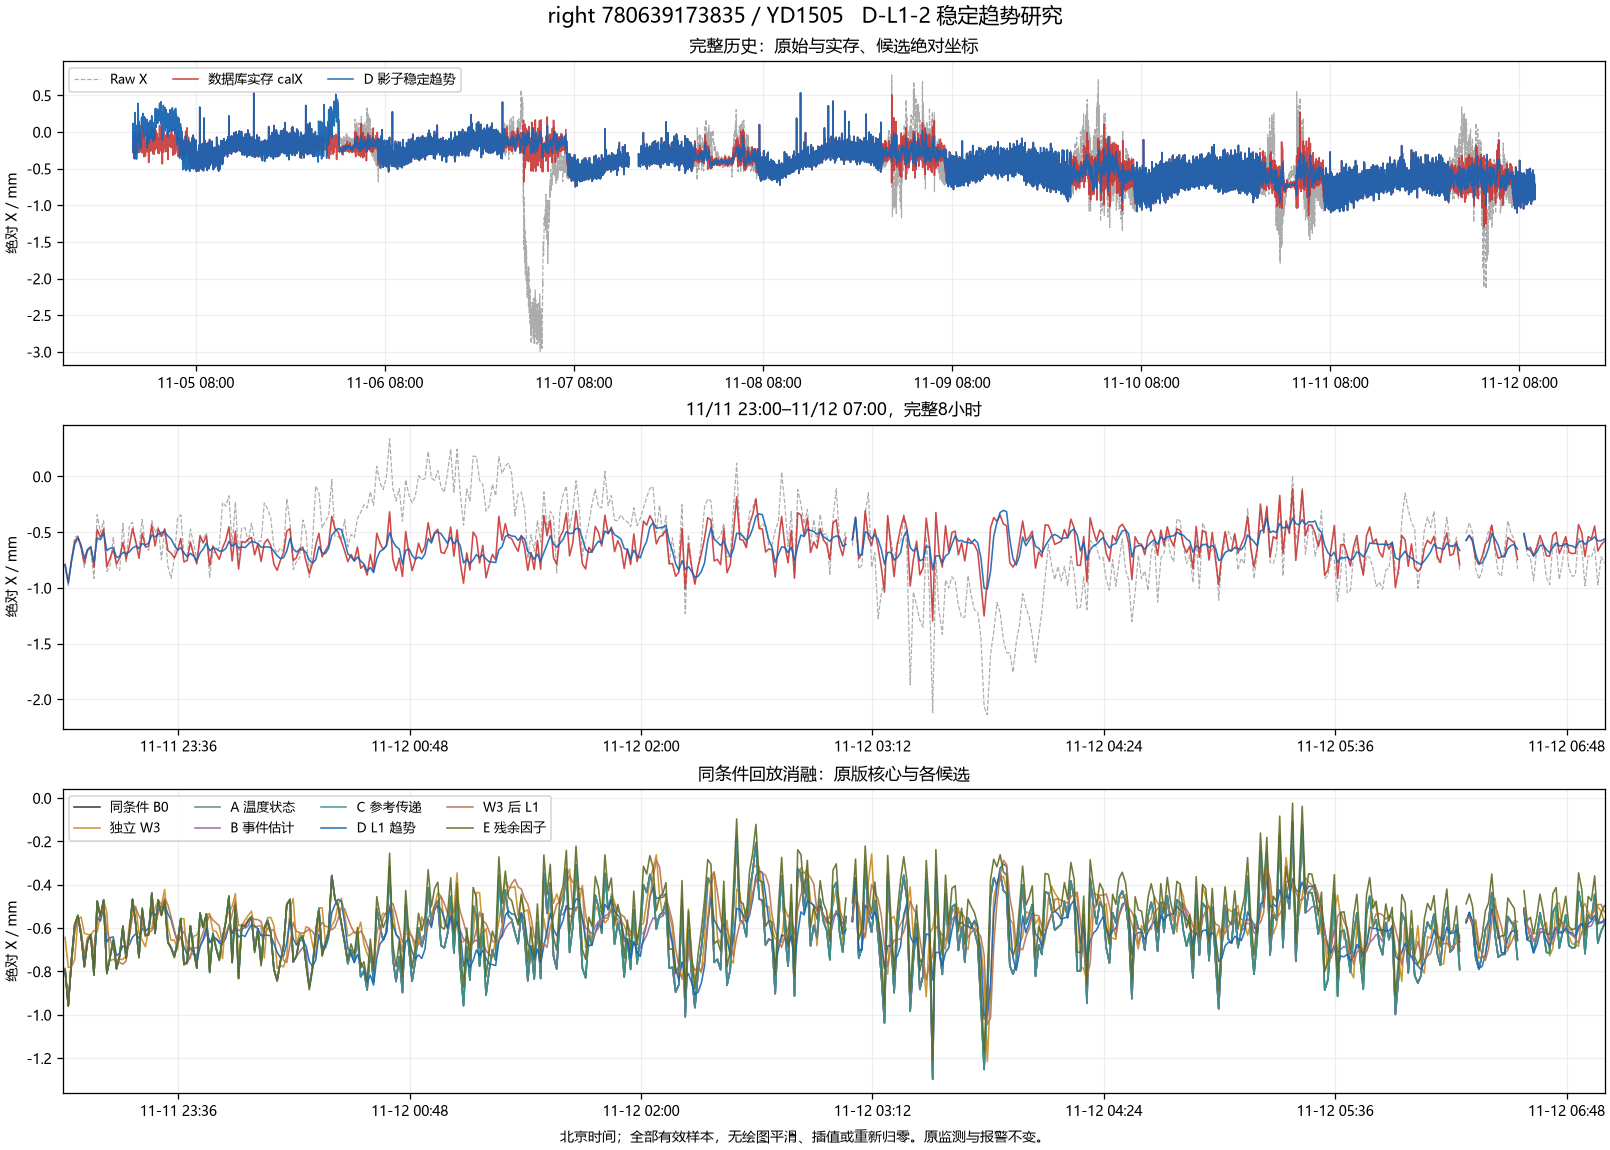 right 780639173835 / YD1505   D-L1-2 稳定趋势研究
完整历史：原始与实存、候选绝对坐标
Raw X
数据库实存 calX
D 影子稳定趋势
绝对 X / mm
0.5
0.0
-0.5
-1.0
-1.5
-2.0
-2.5
-3.0
11-05 08:00
11-06 08:00
11-07 08:00
11-08 08:00
11-09 08:00
11-10 08:00
11-11 08:00
11-12 08:00
11/11 23:00–11/12 07:00，完整8小时
绝对 X / mm
0.0
-0.5
-1.0
-1.5
-2.0
11-11 23:36
11-12 00:48
11-12 02:00
11-12 03:12
11-12 04:24
11-12 05:36
11-12 06:48
同条件回放消融：原版核心与各候选
同条件 B0
A 温度状态
C 参考传递
W3 后 L1
独立 W3
B 事件估计
D L1 趋势
E 残余因子
绝对 X / mm
0.0
-0.2
-0.4
-0.6
-0.8
-1.0
-1.2
11-11 23:36
11-12 00:48
11-12 02:00
11-12 03:12
11-12 04:24
11-12 05:36
11-12 06:48
北京时间；全部有效样本，无绘图平滑、插值或重新归零。原监测与报警不变。